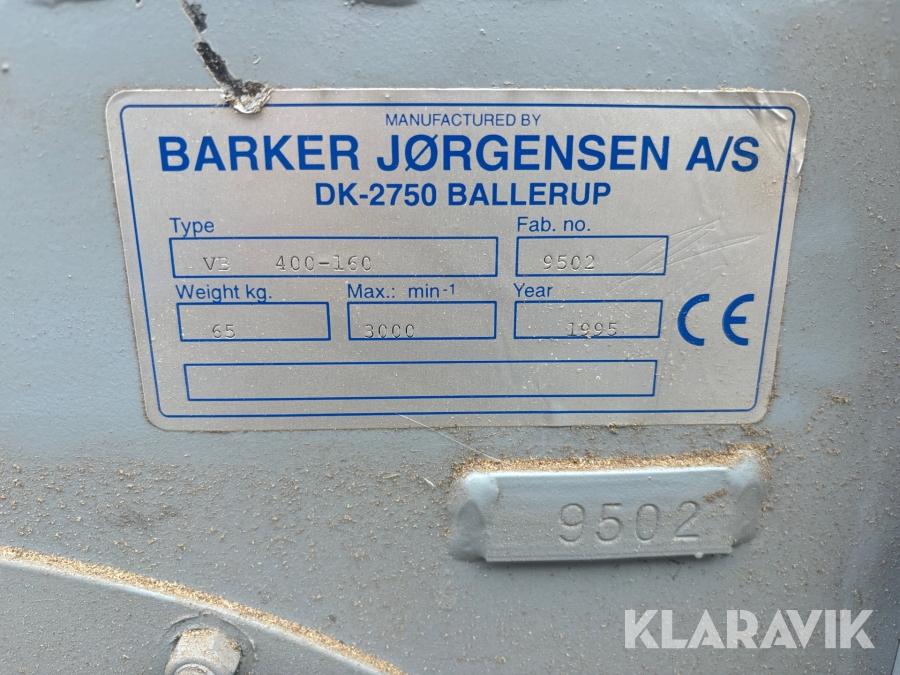 MANUFACTURED BY
BARKER JØRGENSEN A/S
DK-2750 BALLERUP
Type Fab. no.
VB 400-160 9502
Weight kg. Max.: min-1 Year
65 3000 1995
CE
9502
KLARAVIK